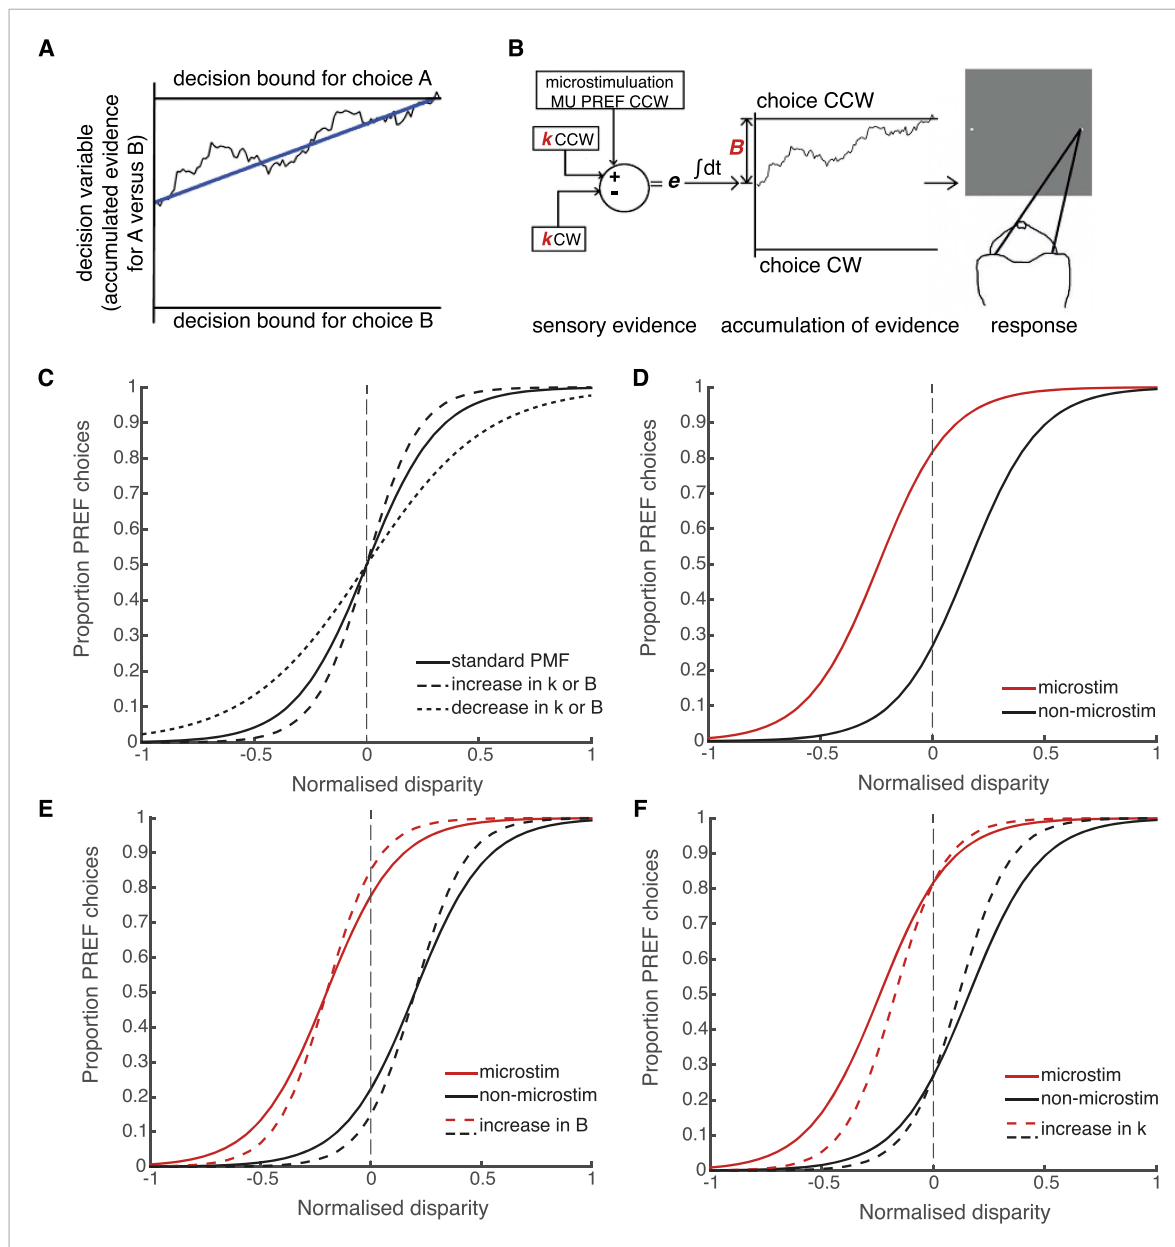 A
decision bound for choice A
decision variable
(accumulated evidence
for A versus B)
decision bound for choice B
B
microstimuluation
MU PREF CCW
k CCW
+
-
= e
∫dt
kCW
choice CCW
B
choice CW
sensory evidence
accumulation of evidence
response
C
Proportion PREF choices
1
0.9
0.8
0.7
0.6
0.5
0.4
0.3
0.2
0.1
0
-1
-0.5
0
0.5
1
standard PMF
increase in k or B
decrease in k or B
Normalised disparity
D
Proportion PREF choices
1
0.9
0.8
0.7
0.6
0.5
0.4
0.3
0.2
0.1
0
-1
-0.5
0
0.5
1
microstim
non-microstim
Normalised disparity
E
Proportion PREF choices
1
0.9
0.8
0.7
0.6
0.5
0.4
0.3
0.2
0.1
0
-1
-0.5
0
0.5
1
microstim
non-microstim
increase in B
Normalised disparity
F
Proportion PREF choices
1
0.9
0.8
0.7
0.6
0.5
0.4
0.3
0.2
0.1
0
-1
-0.5
0
0.5
1
microstim
non-microstim
increase in k
Normalised disparity